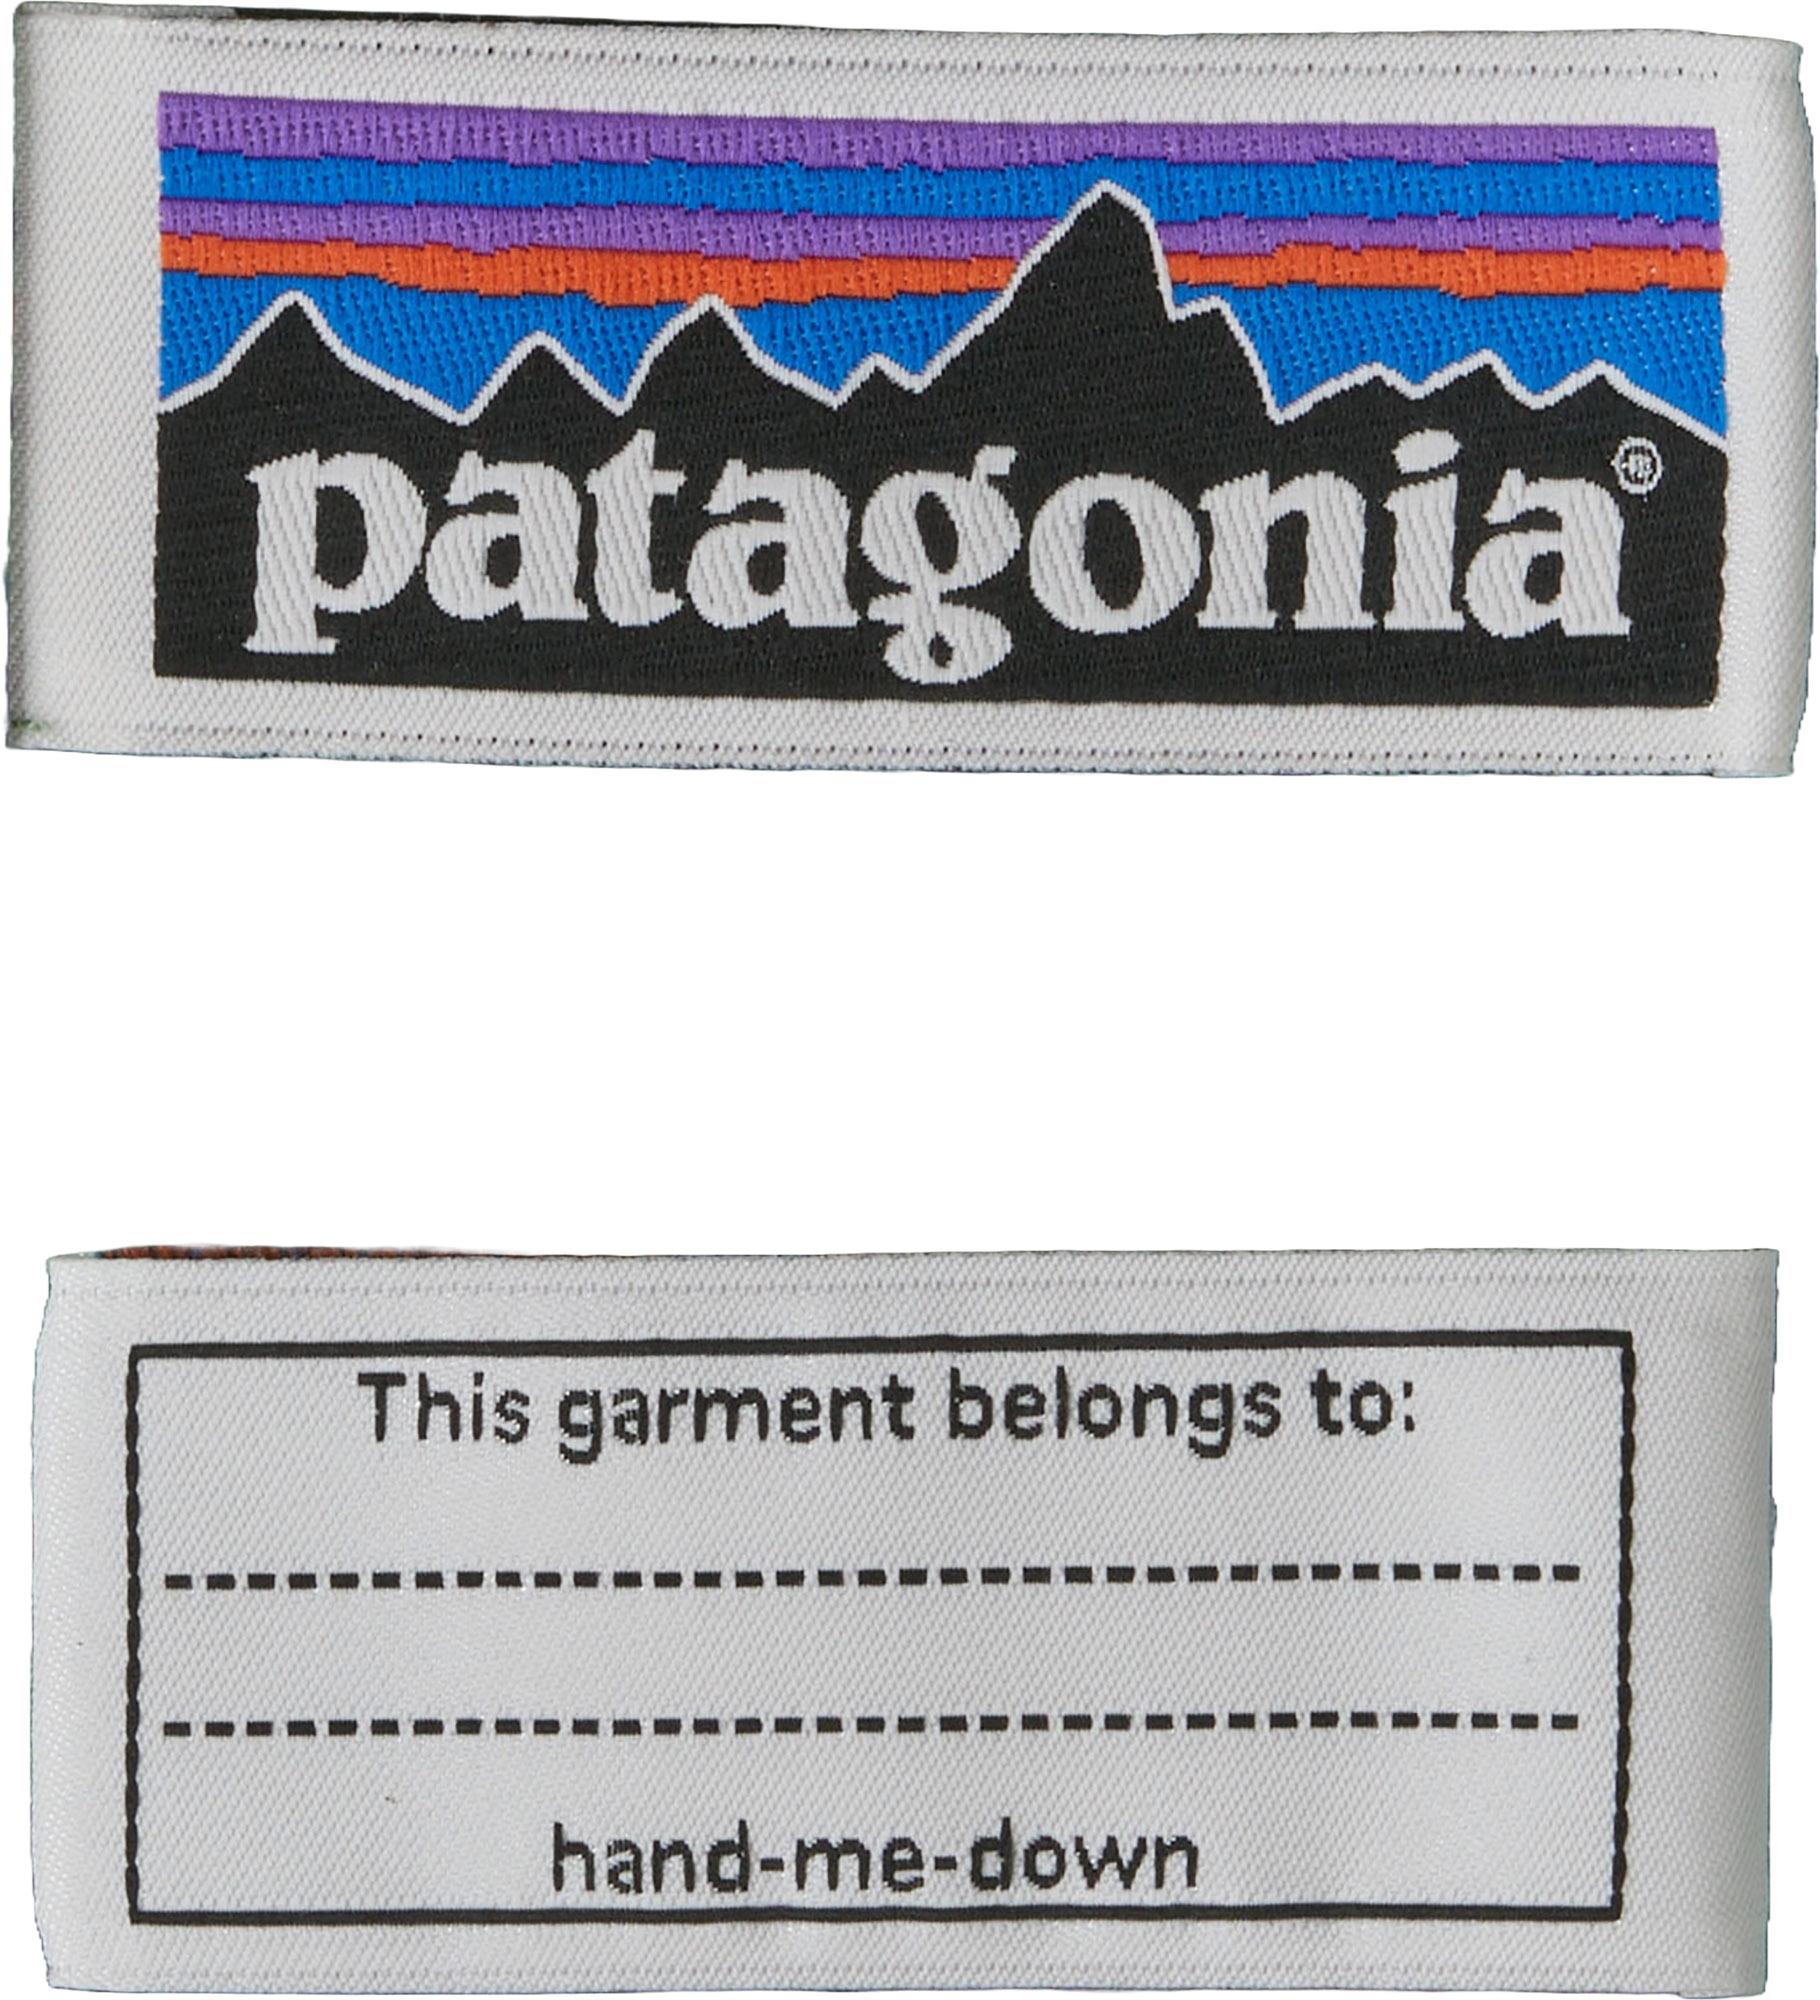 patagonia®
This garment belongs to:
hand-me-down